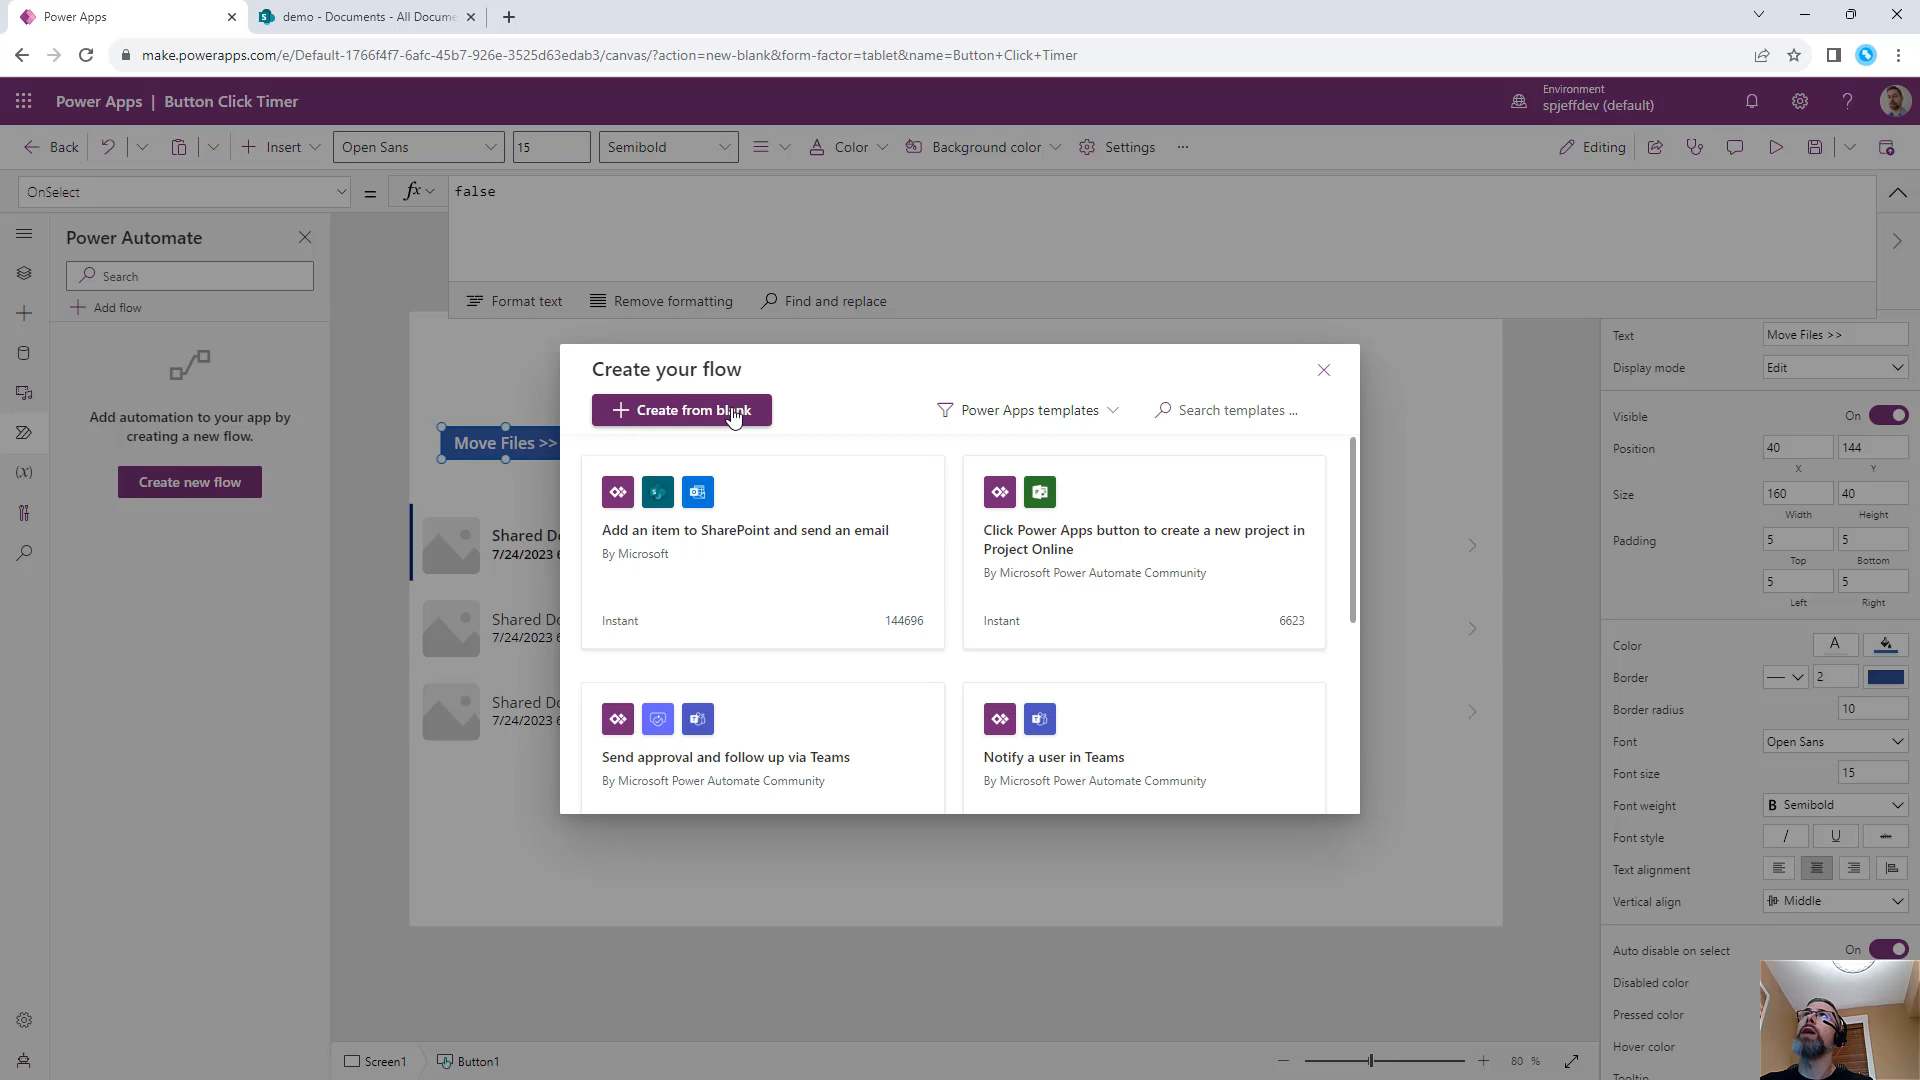 Power Apps
demo - Documents - All Docume
make.powerapps.com/e/Default-1766f4f7-6afc-45b7-926e-3525d63edab3/canvas/?action=new-blank&form-factor=tablet&name=Button+Click+Timer
Power Apps | Button Click Timer
Environment
spjeffdev (default)
Back
Insert
Open Sans
15
Semibold
Color
Background color
Settings
Editing
OnSelect
=
fx
false
Format text
Remove formatting
Find and replace
Power Automate
Search
Add flow
Add automation to your app by
creating a new flow.
Create new flow
Move Files >>
Shared Do
7/24/2023 6
Shared Do
7/24/2023 6
Shared Do
7/24/2023 6
Create your flow
Create from blank
Power Apps templates
Search templates ...
Add an item to SharePoint and send an email
By Microsoft
Instant
144696
Click Power Apps button to create a new project in
Project Online
By Microsoft Power Automate Community
Instant
6623
Send approval and follow up via Teams
By Microsoft Power Automate Community
Notify a user in Teams
By Microsoft Power Automate Community
Text
Move Files >>
Display mode
Edit
Visible
On
Position
40
144
X
Y
Size
160
40
Width
Height
Padding
5
5
Top
Bottom
5
5
Left
Right
Color
A
Border
2
Border radius
10
Font
Open Sans
Font size
15
Font weight
B Semibold
Font style
/
U
abc
Text alignment
Vertical align
Middle
Auto disable on select
On
Disabled color
Pressed color
Hover color
Tooltip
Screen1
Button1
80 %